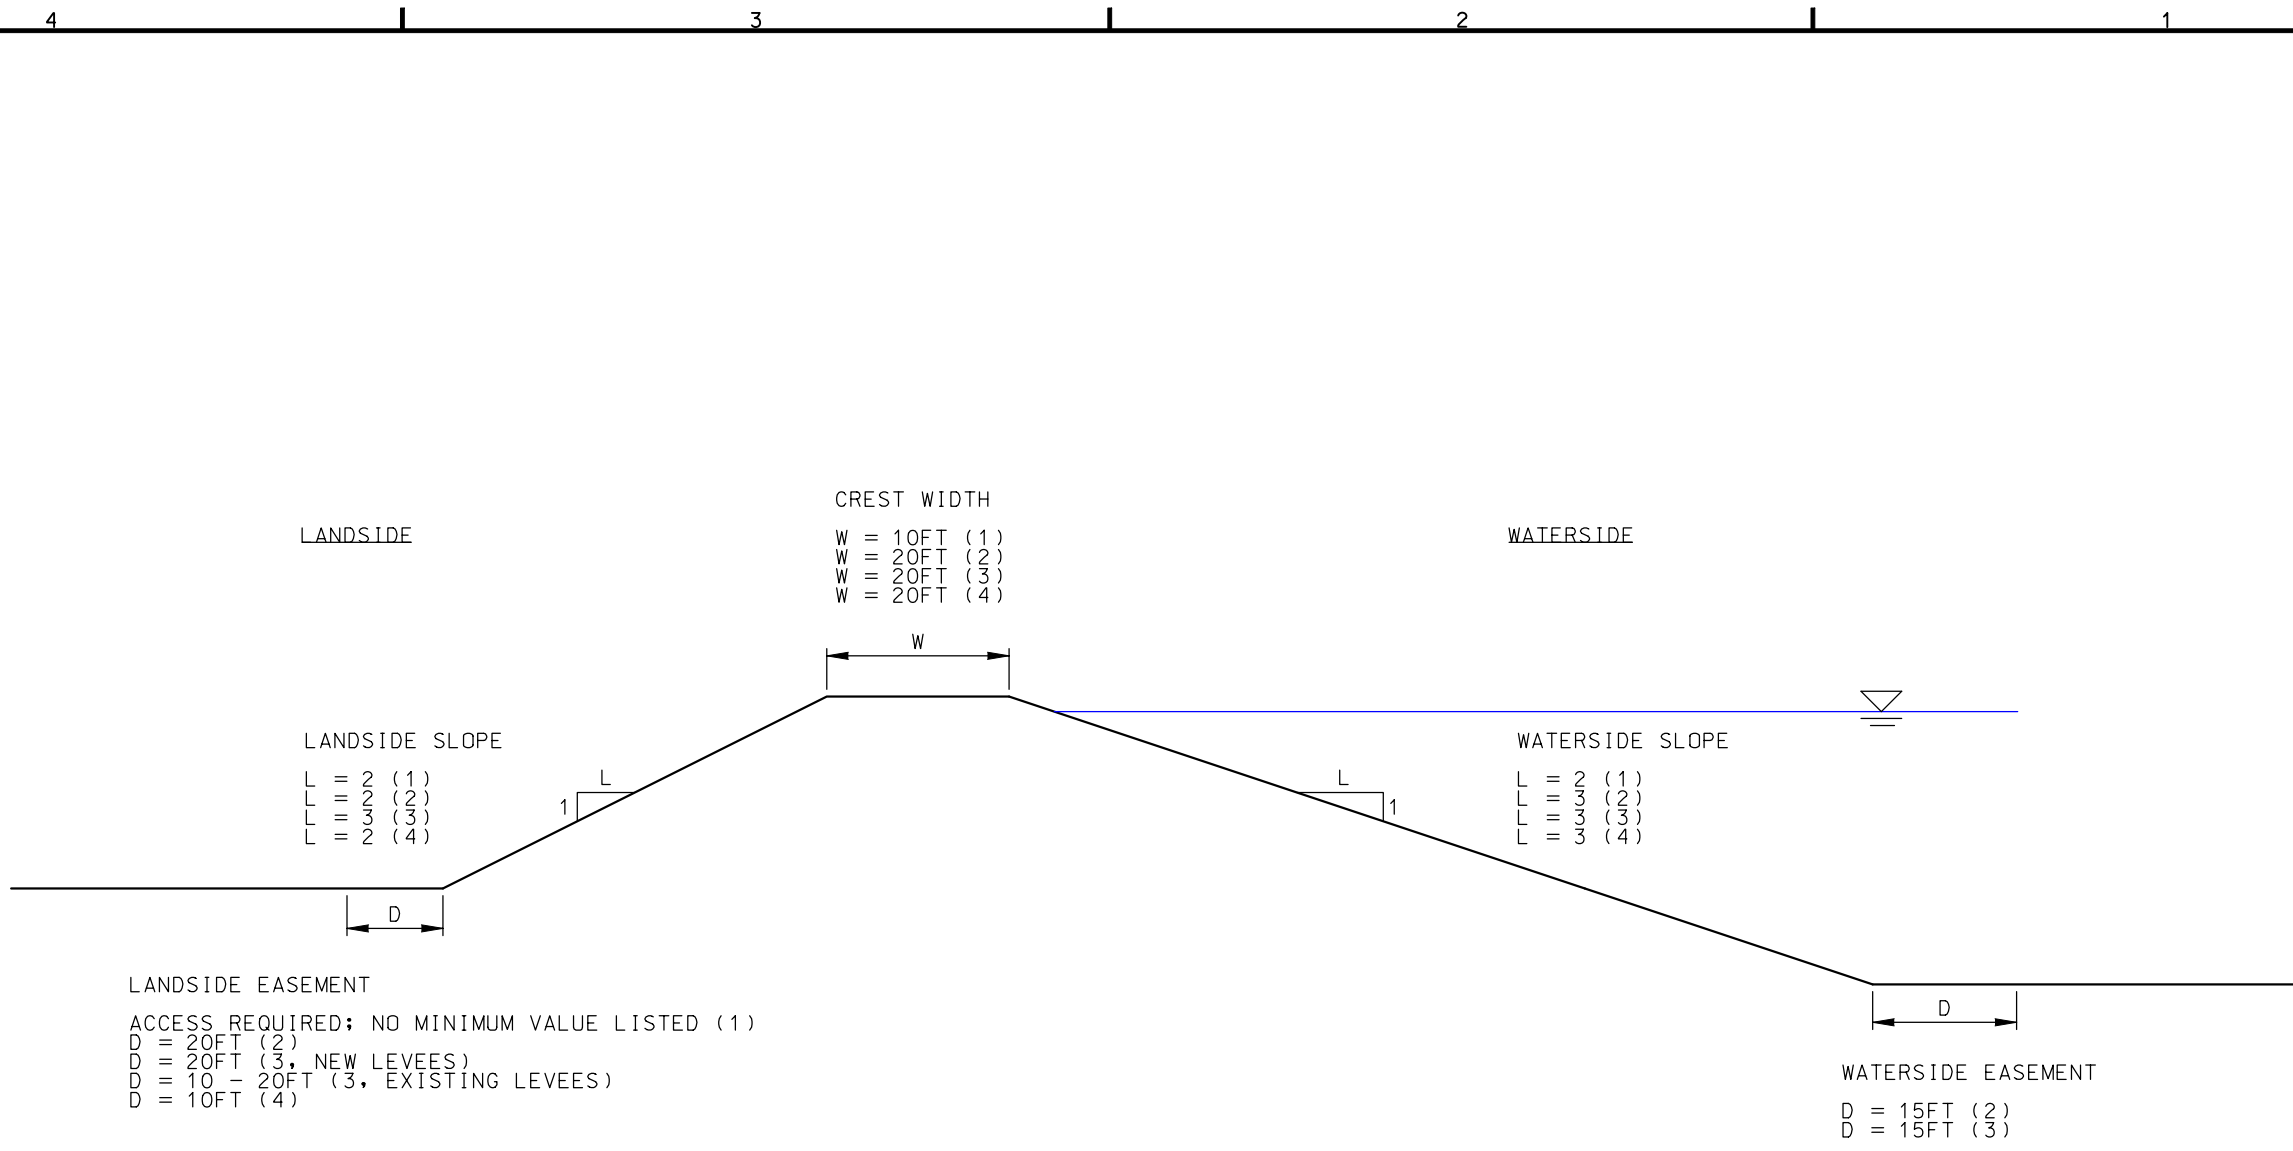 4 3 2 1
CREST WIDTH
LANDSIDE
WATERSIDE
W = 10FT (1)
W = 20FT (2)
W = 20FT (3)
W = 20FT (4)
W
LANDSIDE SLOPE
L = 2 (1)
L = 2 (2)
L = 3 (3)
L = 2 (4)
L
1
L
1
WATERSIDE SLOPE
L = 2 (1)
L = 3 (2)
L = 3 (3)
L = 3 (4)
D
LANDSIDE EASEMENT
ACCESS REQUIRED; NO MINIMUM VALUE LISTED (1)
D = 20FT (2)
D = 20FT (3, NEW LEVEES)
D = 10 - 20FT (3, EXISTING LEVEES)
D = 10FT (4)
D
WATERSIDE EASEMENT
D = 15FT (2)
D = 15FT (3)